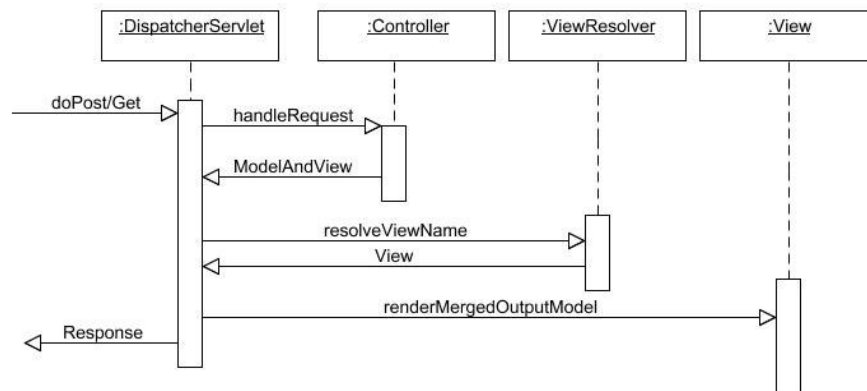 :DispatcherServlet
:Controller
:ViewResolver
:View
doPost/Get
handleRequest
ModelAndView
resolveViewName
View
renderMergedOutputModel
Response